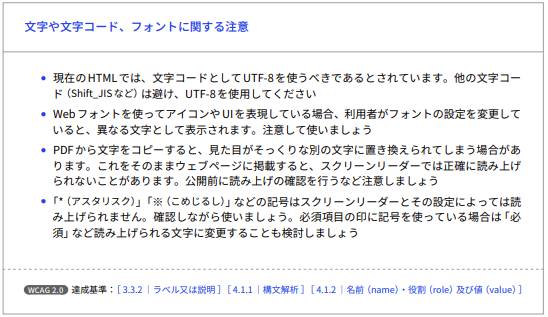 文字や文字コード、フォントに関する注意
• 現在のHTMLでは、文字コードとしてUTF-8を使うべきであるとされています。他の文字コー
ド（Shift_JISなど）は避け、UTF-8を使用してください
• Webフォントを使ってアイコンやUIを表現している場合、利用者がフォントの設定を変更して
いると、異なる文字として表示されます。注意して使いましょう
• PDFから文字をコピーすると、見た目がそっくりな別の文字に置き換えられてしまう場合があ
ります。これをそのままウェブページに掲載すると、スクリーンリーダーでは正確に読み上げ
られないことがあります。公開前に読み上げの確認を行うなど注意しましょう
• 「*（アスタリスク）」「※（こめじるし）」などの記号はスクリーンリーダーとその設定によっては読
み上げられません。確認しながら使いましょう。必須項目の印に記号を使っている場合は「必
須」など読み上げられる文字に変更することも検討しましょう
WCAG 2.0 達成基準：［3.3.2｜ラベル又は説明］［4.1.1｜構文解析］［4.1.2｜名前（name）・役割（role）及び値（value）］